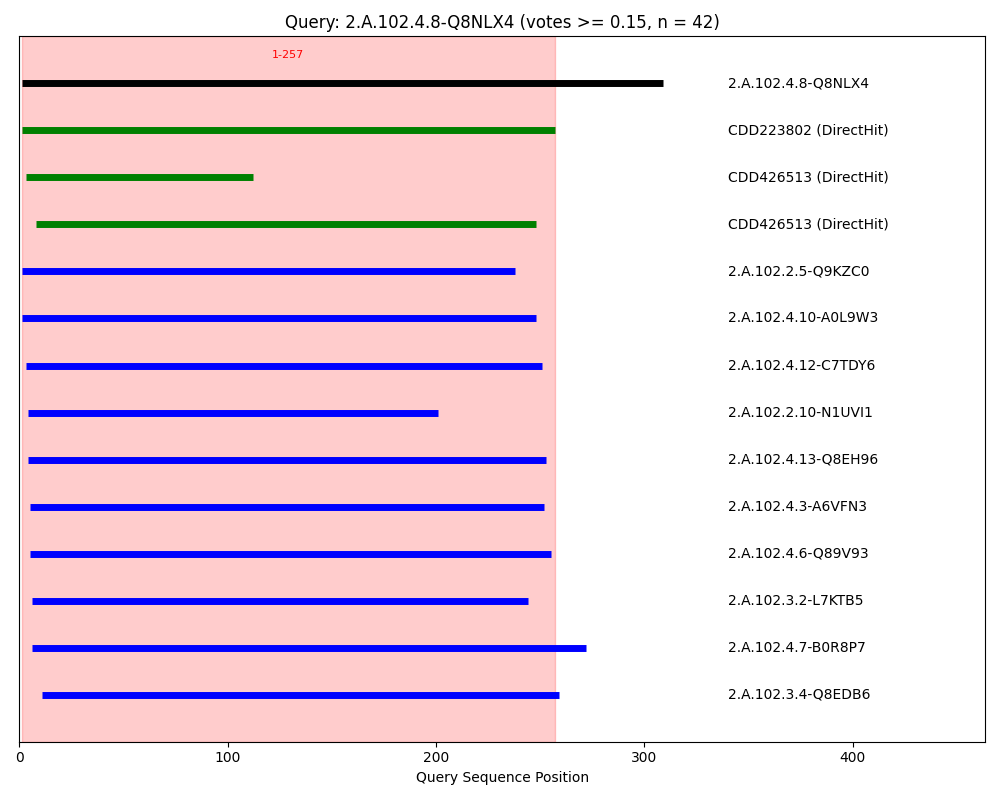 Query: 2.A.102.4.8-Q8NLX4 (votes >= 0.15, n = 42)
1-257
2.A.102.4.8-Q8NLX4
CDD223802 (DirectHit)
CDD426513 (DirectHit)
CDD426513 (DirectHit)
2.A.102.2.5-Q9KZC0
2.A.102.4.10-A0L9W3
2.A.102.4.12-C7TDY6
2.A.102.2.10-N1UVI1
2.A.102.4.13-Q8EH96
2.A.102.4.3-A6VFN3
2.A.102.4.6-Q89V93
2.A.102.3.2-L7KTB5
2.A.102.4.7-B0R8P7
2.A.102.3.4-Q8EDB6
0 100 200 300 400
Query Sequence Position